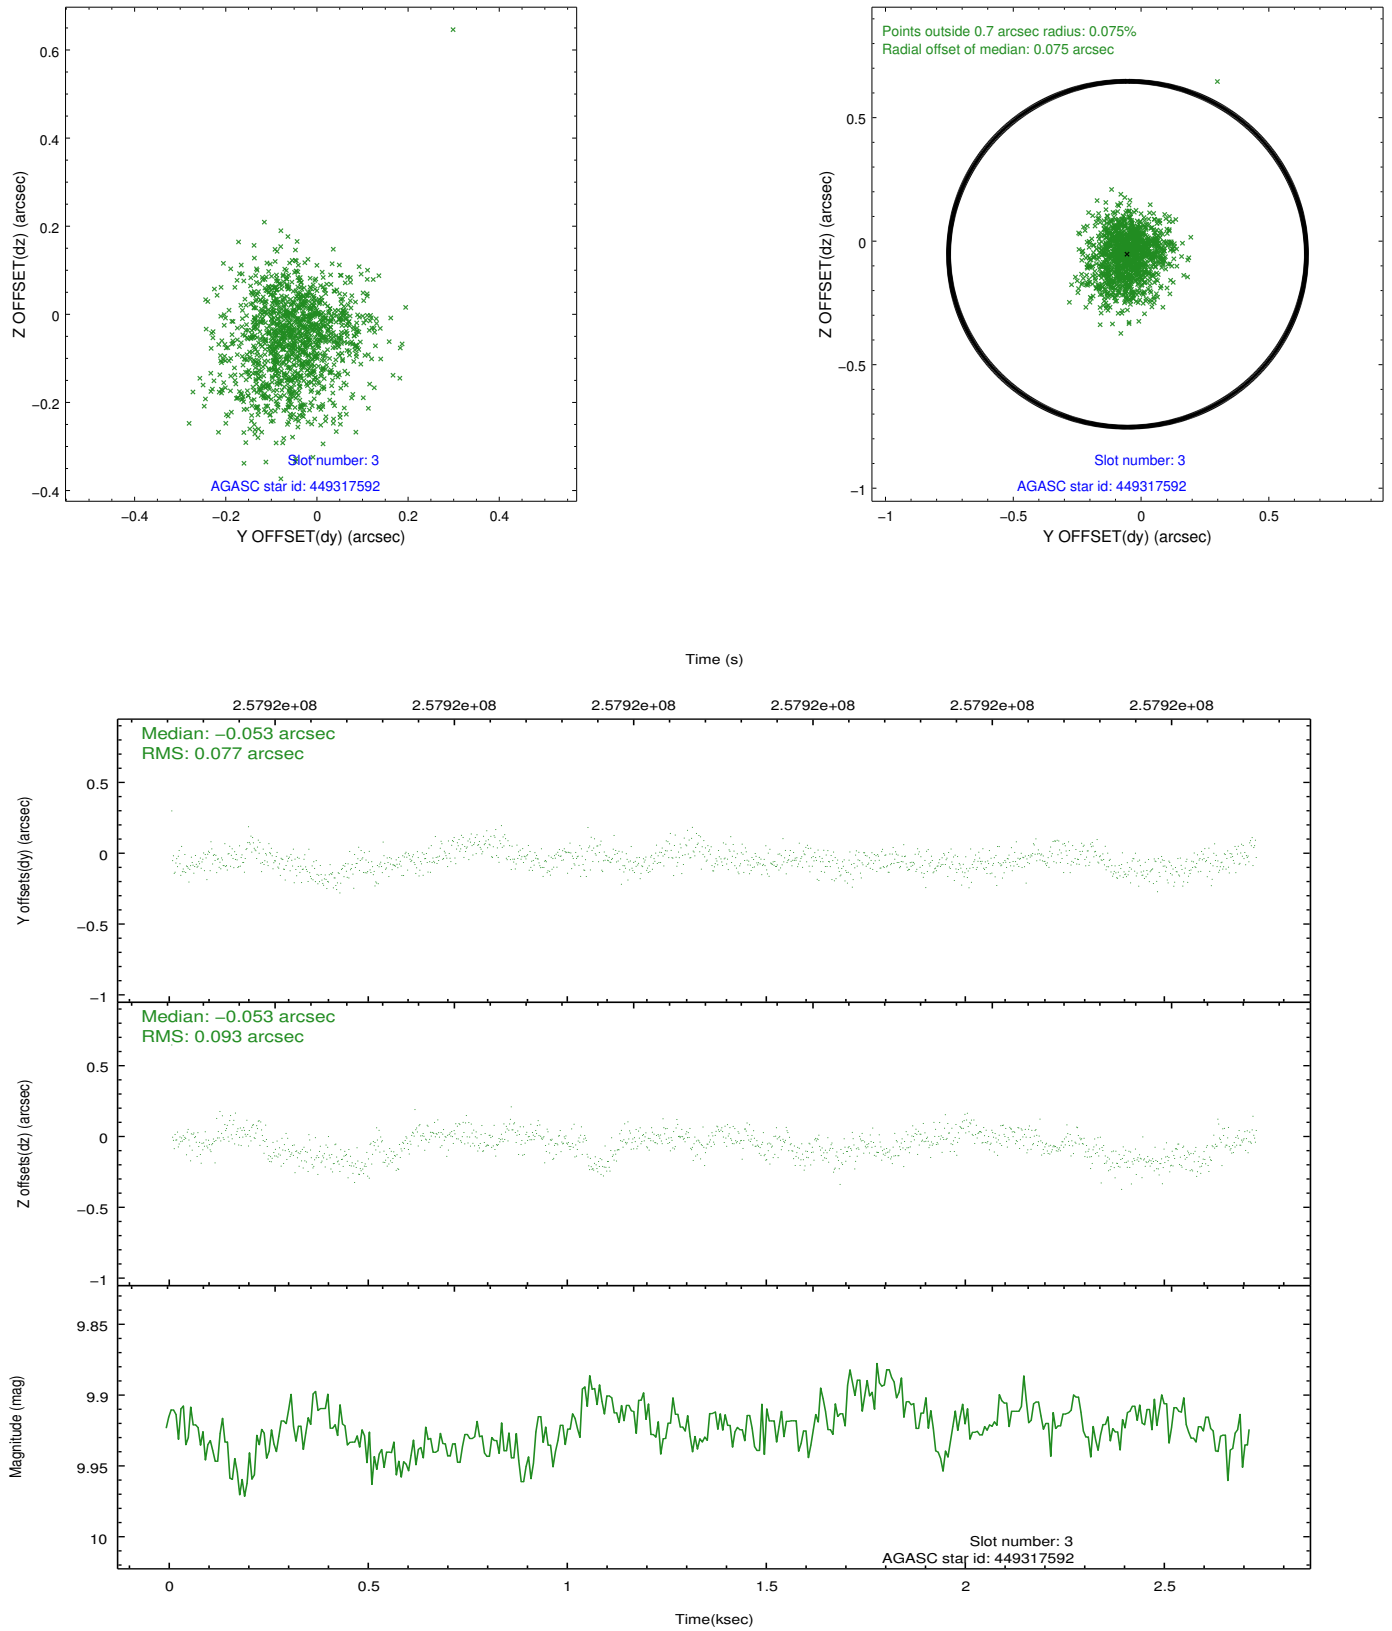 0.6
0.4
0.2
0
−0.2
−0.4
Z OFFSET(dz) (arcsec)
Slot number: 3
AGASC star id: 449317592
−0.4 −0.2 0 0.2 0.4
Y OFFSET(dy) (arcsec)
Points outside 0.7 arcsec radius: 0.075%
Radial offset of median: 0.075 arcsec
0.5
0
−0.5
−1
Z OFFSET(dz) (arcsec)
Slot number: 3
AGASC star id: 449317592
−1 −0.5 0 0.5
Y OFFSET(dy) (arcsec)
Time (s)
2.5792e+08 2.5792e+08 2.5792e+08 2.5792e+08 2.5792e+08 2.5792e+08
Median: −0.053 arcsec
RMS: 0.077 arcsec
0.5
0
−0.5
−1
Y offsets(dy) (arcsec)
Median: −0.053 arcsec
RMS: 0.093 arcsec
0.5
0
−0.5
−1
Z offsets(dz) (arcsec)
9.85
9.9
9.95
10
Magnitude (mag)
Slot number: 3
AGASC star id: 449317592
0 0.5 1 1.5 2 2.5
Time(ksec)